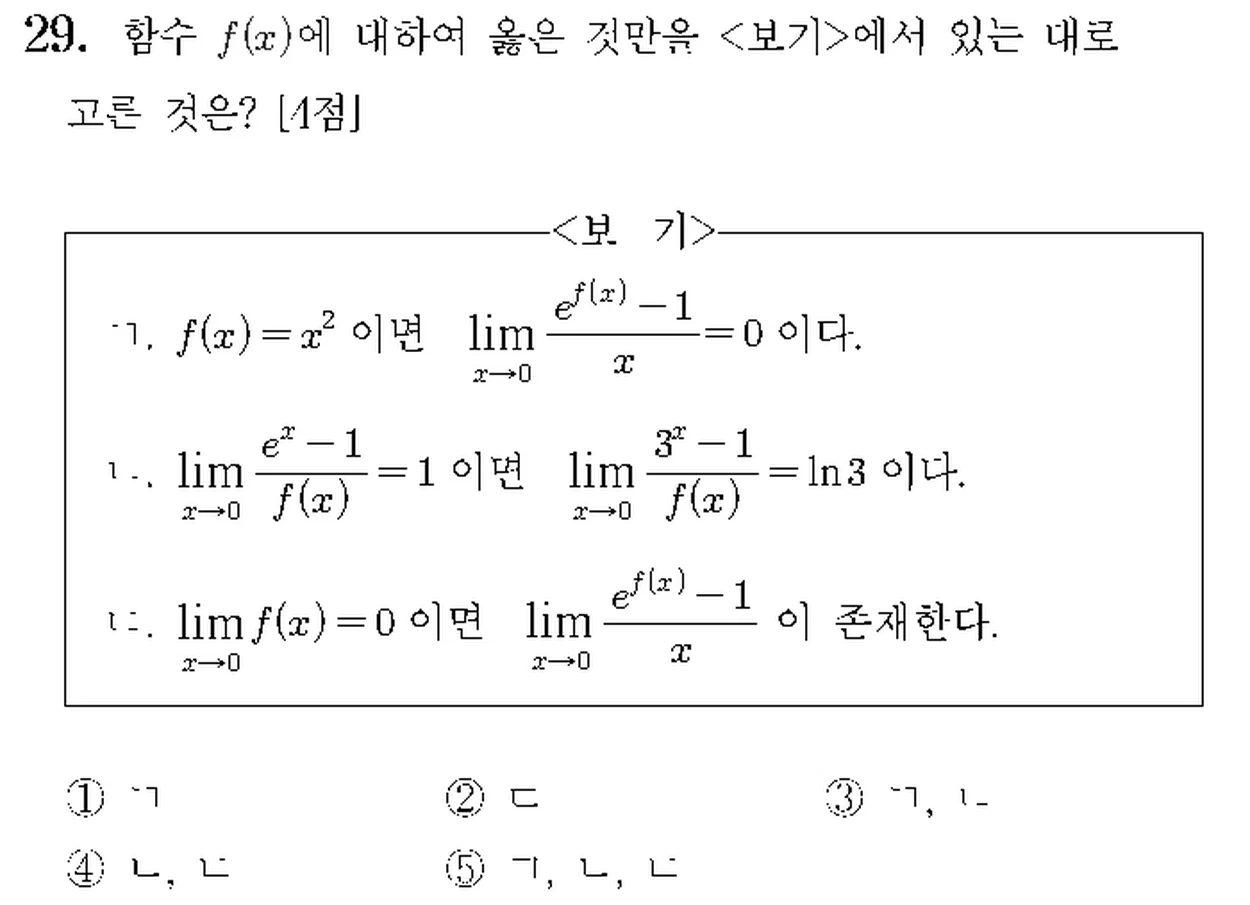 29. 함수 f(x)에 대하여 옳은 것만을 <보기>에서 있는 대로
고른 것은? [4점]
<보 기>
ㄱ. f(x)=x² 이면 lim_{x→0} (e^{f(x)}-1)/x=0 이다.
ㄴ. lim_{x→0} (e^x-1)/f(x)=1 이면 lim_{x→0} (3^x-1)/f(x)=ln3 이다.
ㄷ. lim_{x→0} f(x)=0 이면 lim_{x→0} (e^{f(x)}-1)/x 이 존재한다.
① ㄱ ② ㄷ ③ ㄱ, ㄴ
④ ㄴ, ㄷ ⑤ ㄱ, ㄴ, ㄷ